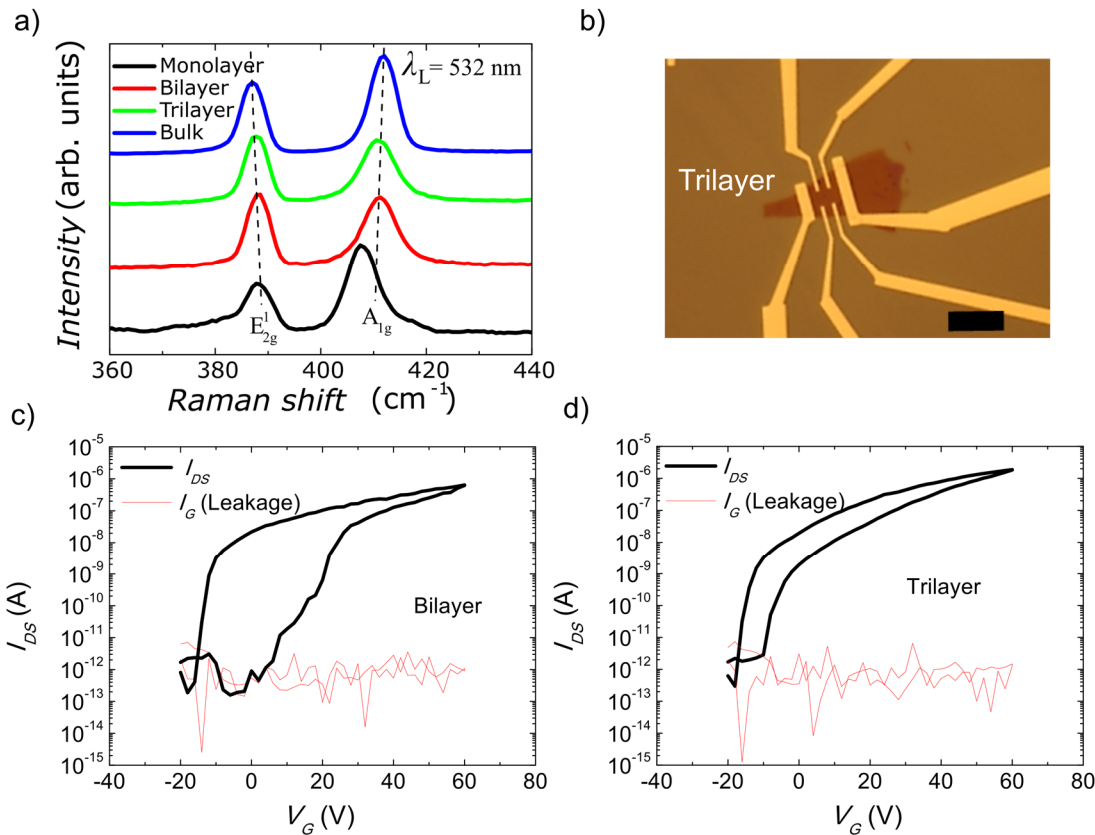 a)
Intensity (arb. units)
Monolayer
Bilayer
Trilayer
Bulk
λL = 532 nm
E¹2g
A1g
360 380 400 420 440
Raman shift (cm⁻¹)
b)
Trilayer
c)
IDS (A)
10⁻⁵
10⁻⁶
10⁻⁷
10⁻⁸
10⁻⁹
10⁻¹⁰
10⁻¹¹
10⁻¹²
10⁻¹³
10⁻¹⁴
10⁻¹⁵
IDS
IG (Leakage)
Bilayer
-20 0 20 40 60 80
VG (V)
d)
IDS (A)
10⁻⁵
10⁻⁶
10⁻⁷
10⁻⁸
10⁻⁹
10⁻¹⁰
10⁻¹¹
10⁻¹²
10⁻¹³
10⁻¹⁴
10⁻¹⁵
IDS
IG (Leakage)
Trilayer
-40 -20 0 20 40 60 80
VG (V)